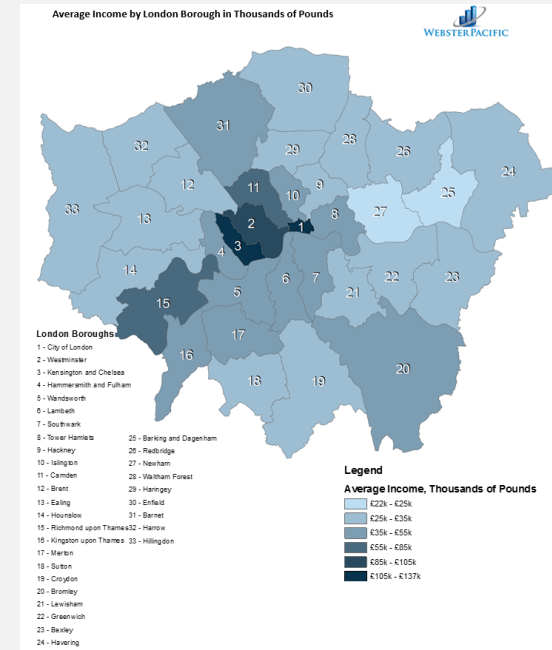 Average Income by London Borough in Thousands of Pounds
WEBSTERPACIFIC
30
31
28
29
26
32
24
12
11
10
9
25
33
8
27
13
2
1
4
3
14
6
7
22
23
5
21
15
17
16
20
18
19
London Boroughs
1 - City of London
2 - Westminster
3 - Kensington and Chelsea
4 - Hammersmith and Fulham
5 - Wandsworth
6 - Lambeth
7 - Southwark
8 - Tower Hamlets
9 - Hackney
10 - Islington
11 - Camden
12 - Brent
13 - Ealing
14 - Hounslow
15 - Richmond upon Thames
16 - Kingston upon Thames
17 - Merton
18 - Sutton
19 - Croydon
20 - Bromley
21 - Lewisham
22 - Greenwich
23 - Bexley
24 - Havering
25 - Barking and Dagenham
26 - Redbridge
27 - Newham
28 - Waltham Forest
29 - Haringey
30 - Enfield
31 - Barnet
32 - Harrow
33 - Hillingdon
Legend
Average Income, Thousands of Pounds
£22k - £25k
£25k - £35k
£35k - £55k
£55k - £85k
£85k - £105k
£105k - £137k